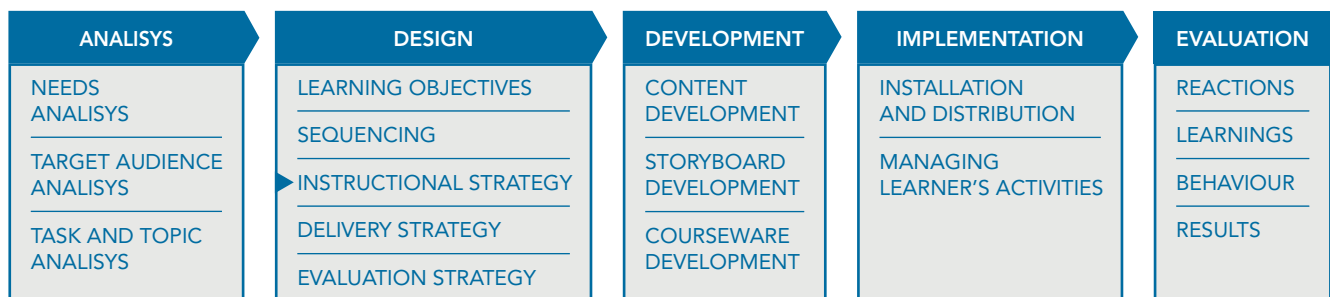 ANALISYS
NEEDS
ANALISYS
TARGET AUDIENCE
ANALISYS
TASK AND TOPIC
ANALISYS
DESIGN
LEARNING OBJECTIVES
SEQUENCING
INSTRUCTIONAL STRATEGY
DELIVERY STRATEGY
EVALUATION STRATEGY
DEVELOPMENT
CONTENT
DEVELOPMENT
STORYBOARD
DEVELOPMENT
COURSEWARE
DEVELOPMENT
IMPLEMENTATION
INSTALLATION
AND DISTRIBUTION
MANAGING
LEARNER'S ACTIVITIES
EVALUATION
REACTIONS
LEARNINGS
BEHAVIOUR
RESULTS